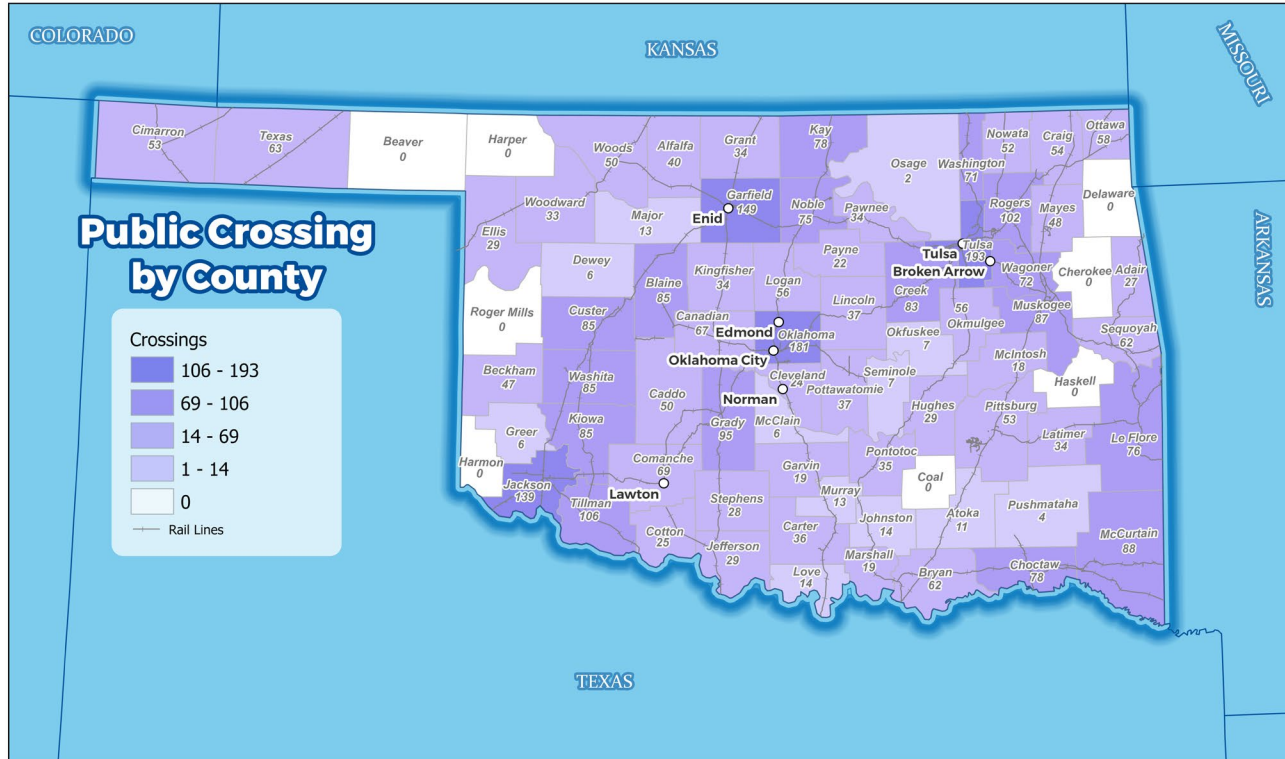 COLORADO
KANSAS
MISSOURI
ARKANSAS
TEXAS
Public Crossing
by County
Crossings
106 - 193
69 - 106
14 - 69
1 - 14
0
Rail Lines
Cimarron
53
Texas
63
Beaver
0
Harper
0
Woods
50
Alfalfa
40
Grant
34
Kay
78
Osage
2
Washington
71
Nowata
52
Craig
54
Ottawa
58
Ellis
29
Woodward
33
Major
13
Garfield
149
Enid
Noble
75
Pawnee
34
Rogers
102
Mayes
48
Delaware
0
Dewey
6
Blaine
85
Kingfisher
34
Logan
56
Payne
22
Tulsa
Tulsa
193
Broken Arrow
Creek
83
Wagoner
72
Cherokee
0
Adair
27
Roger Mills
0
Custer
85
Canadian
67
Edmond
Oklahoma
181
Oklahoma City
Lincoln
37
Okfuskee
7
56
Okmulgee
Muskogee
87
Sequoyah
62
Beckham
47
Washita
85
Caddo
50
Cleveland
24
Norman
Pottawatomie
37
Seminole
7
McIntosh
18
Haskell
0
Greer
6
Kiowa
85
Grady
95
McClain
6
Hughes
29
Pittsburg
53
Latimer
34
Le Flore
76
Harmon
0
Jackson
139
Comanche
69
Lawton
Garvin
19
Pontotoc
35
Coal
0
Tillman
106
Stephens
28
Murray
13
Johnston
14
Atoka
11
Pushmataha
4
McCurtain
88
Cotton
25
Jefferson
29
Carter
36
Love
14
Marshall
19
Bryan
62
Choctaw
78